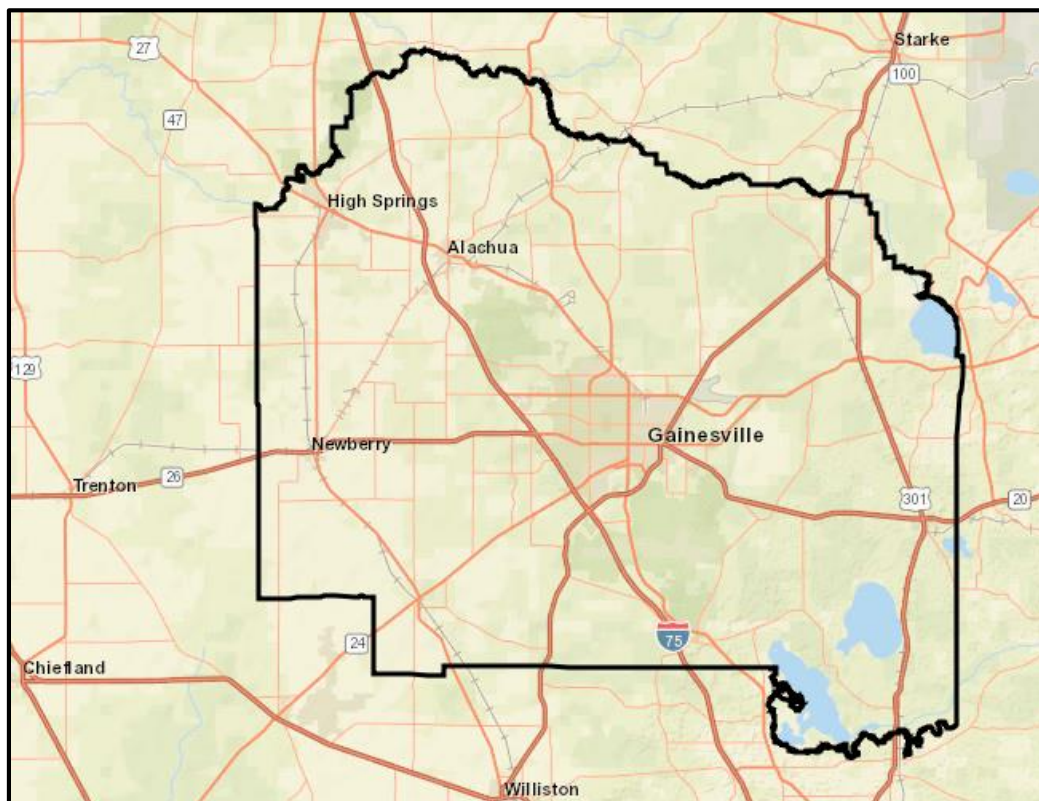 Starke
27
100
47
High Springs
Alachua
129
Newberry
Gainesville
Trenton
26
301
20
24
75
Chiefland
Williston